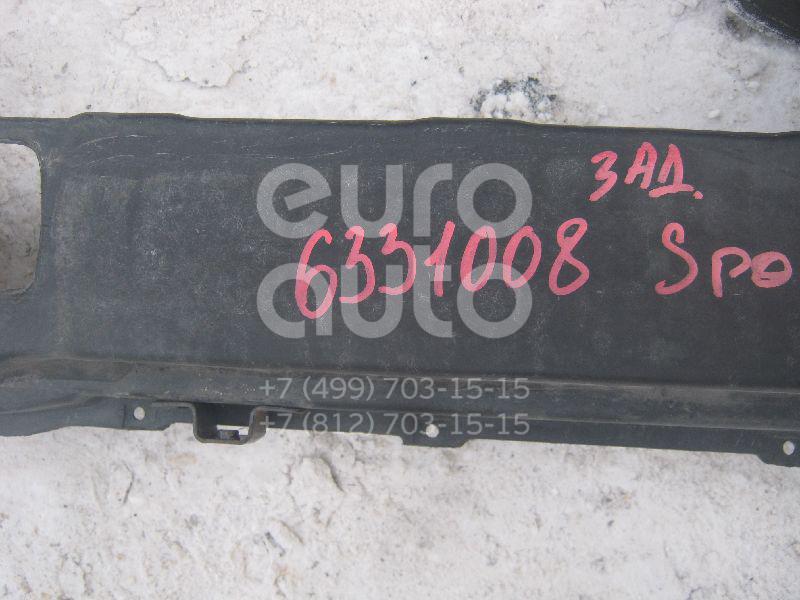 ЗАД.
6331008 Spo
euro
auto
+7 (499) 703-15-15
+7 (812) 703-15-15